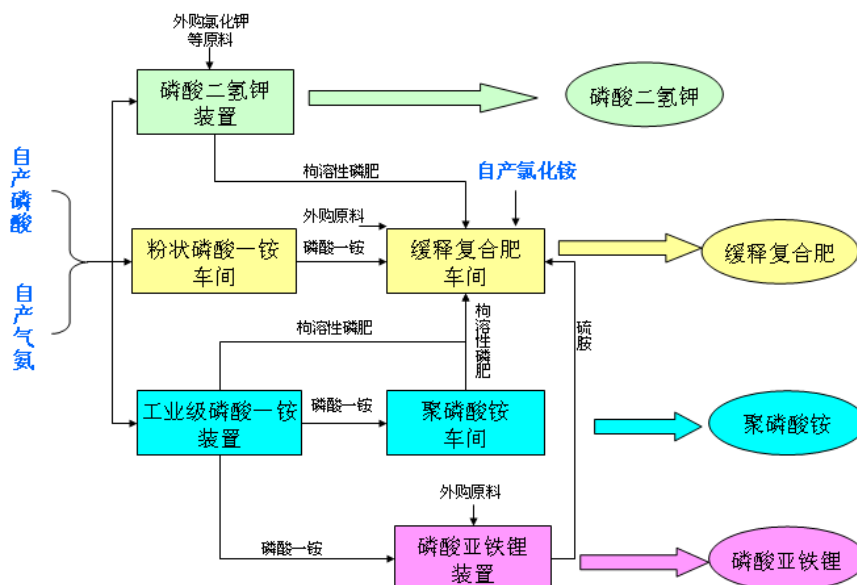 外购氯化钾
等原料
磷酸二氢钾
装置
磷酸二氢钾
自产磷酸
枸溶性磷肥
自产氯化铵
外购原料
粉状磷酸一铵
车间
磷酸一铵
缓释复合肥
车间
缓释复合肥
自产气氨
枸溶性磷肥
枸溶性磷肥
硫胺
工业级磷酸一铵
装置
磷酸一铵
聚磷酸铵
车间
聚磷酸铵
外购原料
磷酸一铵
磷酸亚铁锂
装置
磷酸亚铁锂